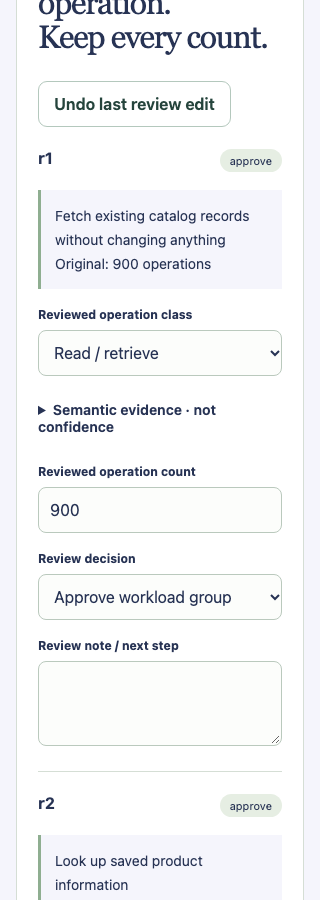 operation.
Keep every count.
Undo last review edit
r1
approve
Fetch existing catalog records
without changing anything
Original: 900 operations
Reviewed operation class
Read / retrieve
Semantic evidence · not
confidence
Reviewed operation count
900
Review decision
Approve workload group
Review note / next step
r2
approve
Look up saved product
information